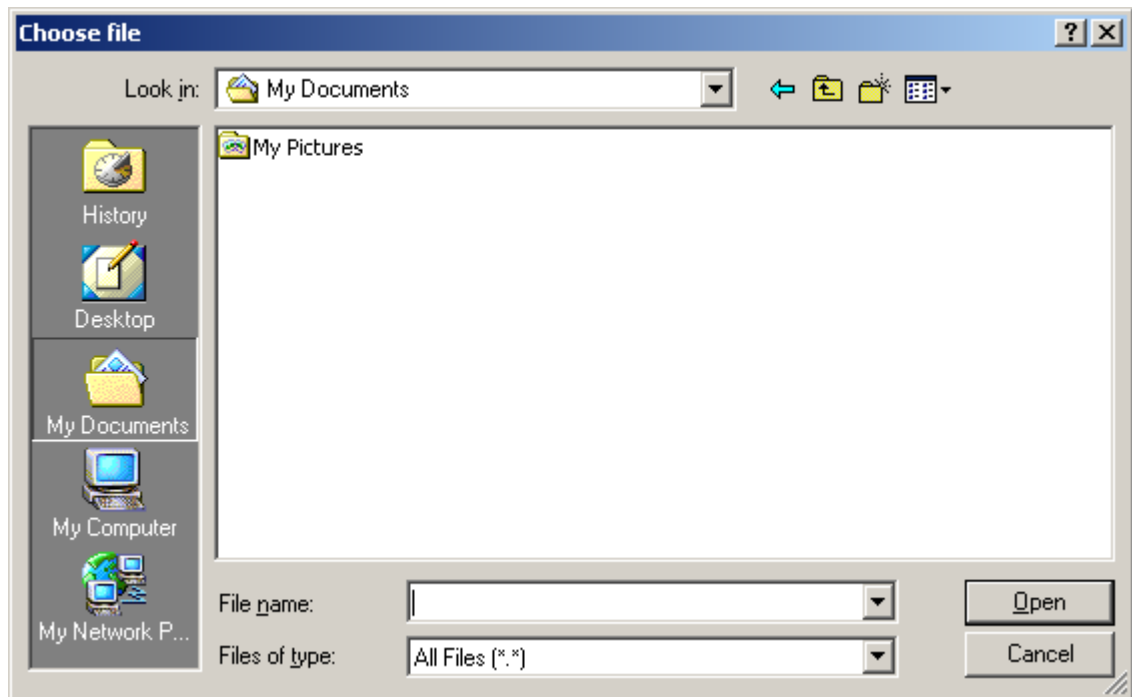 Choose file
Look in: My Documents
My Pictures
History
Desktop
My Documents
My Computer
My Network P...
File name:
Open
Files of type: All Files (*.*)
Cancel